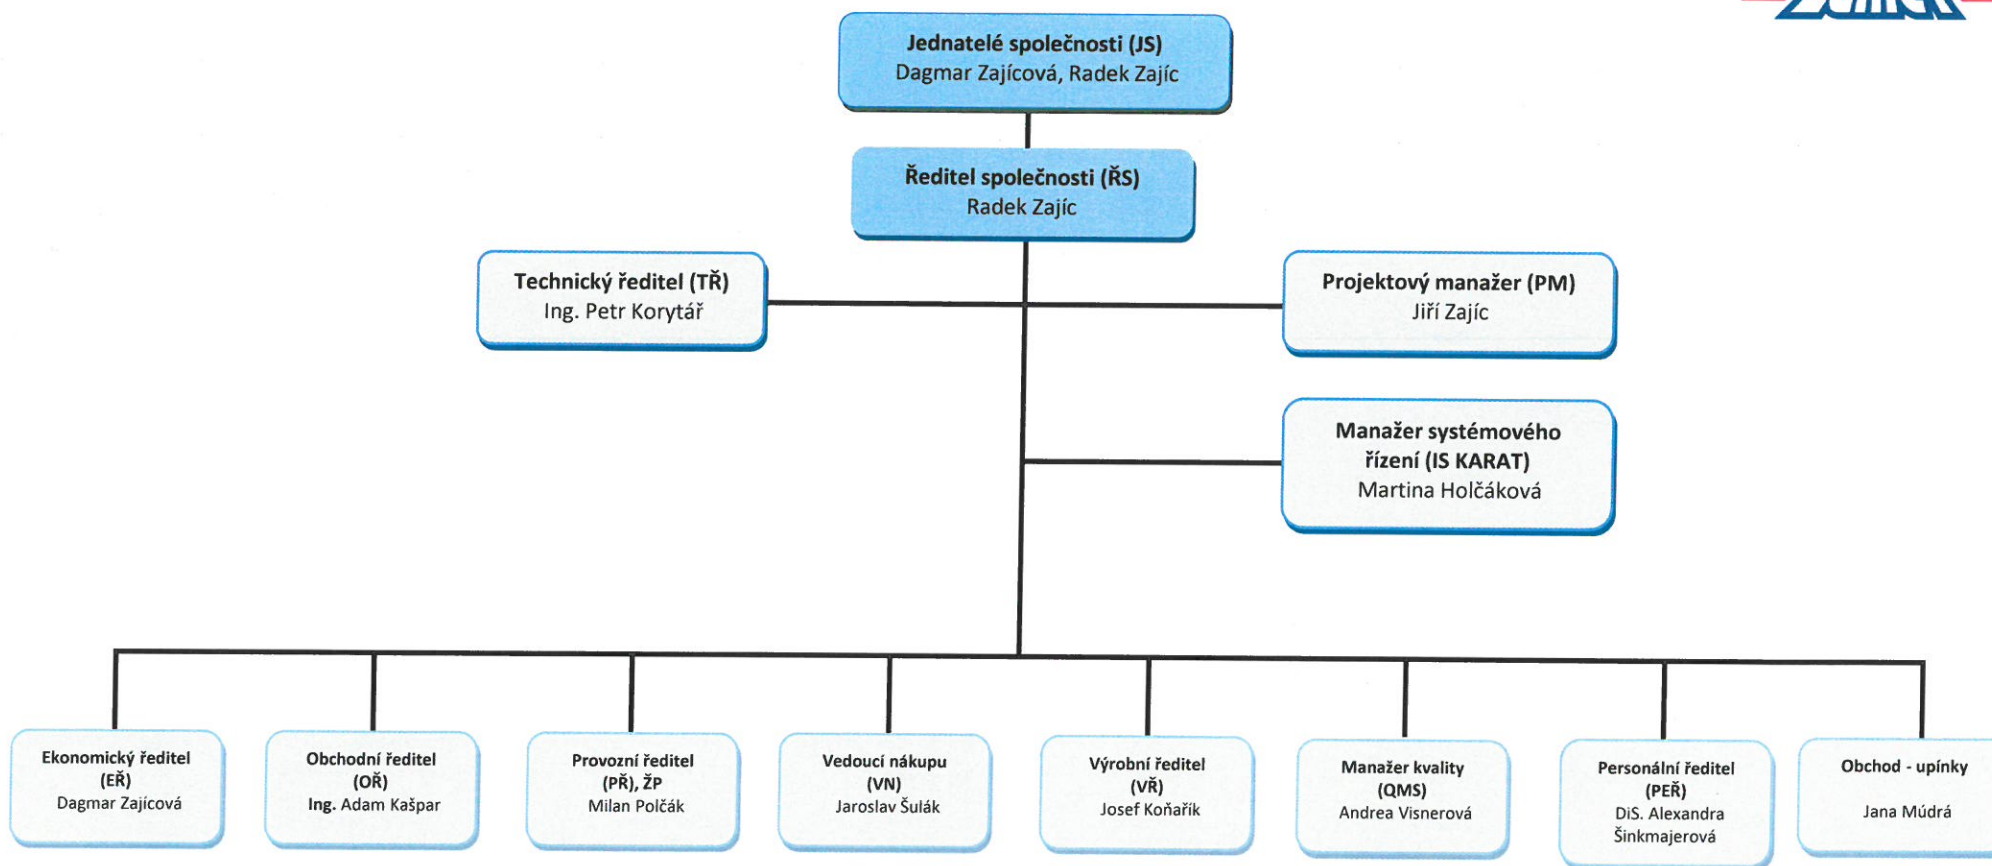 Jednatelé společnosti (JS)
Dagmar Zajícová, Radek Zajíc
Ředitel společnosti (ŘS)
Radek Zajíc
Technický ředitel (TŘ)
Ing. Petr Korytář
Projektový manažer (PM)
Jiří Zajíc
Manažer systémového
řízení (IS KARAT)
Martina Holčáková
Ekonomický ředitel
(EŘ)
Dagmar Zajícová
Obchodní ředitel
(OŘ)
Ing. Adam Kašpar
Provozní ředitel
(PŘ), ŽP
Milan Polčák
Vedoucí nákupu
(VN)
Jaroslav Šulák
Výrobní ředitel
(VŘ)
Josef Koňařík
Manažer kvality
(QMS)
Andrea Visnerová
Personální ředitel
(PEŘ)
DiS. Alexandra
Šinkmajerová
Obchod - upínky
Jana Múdrá